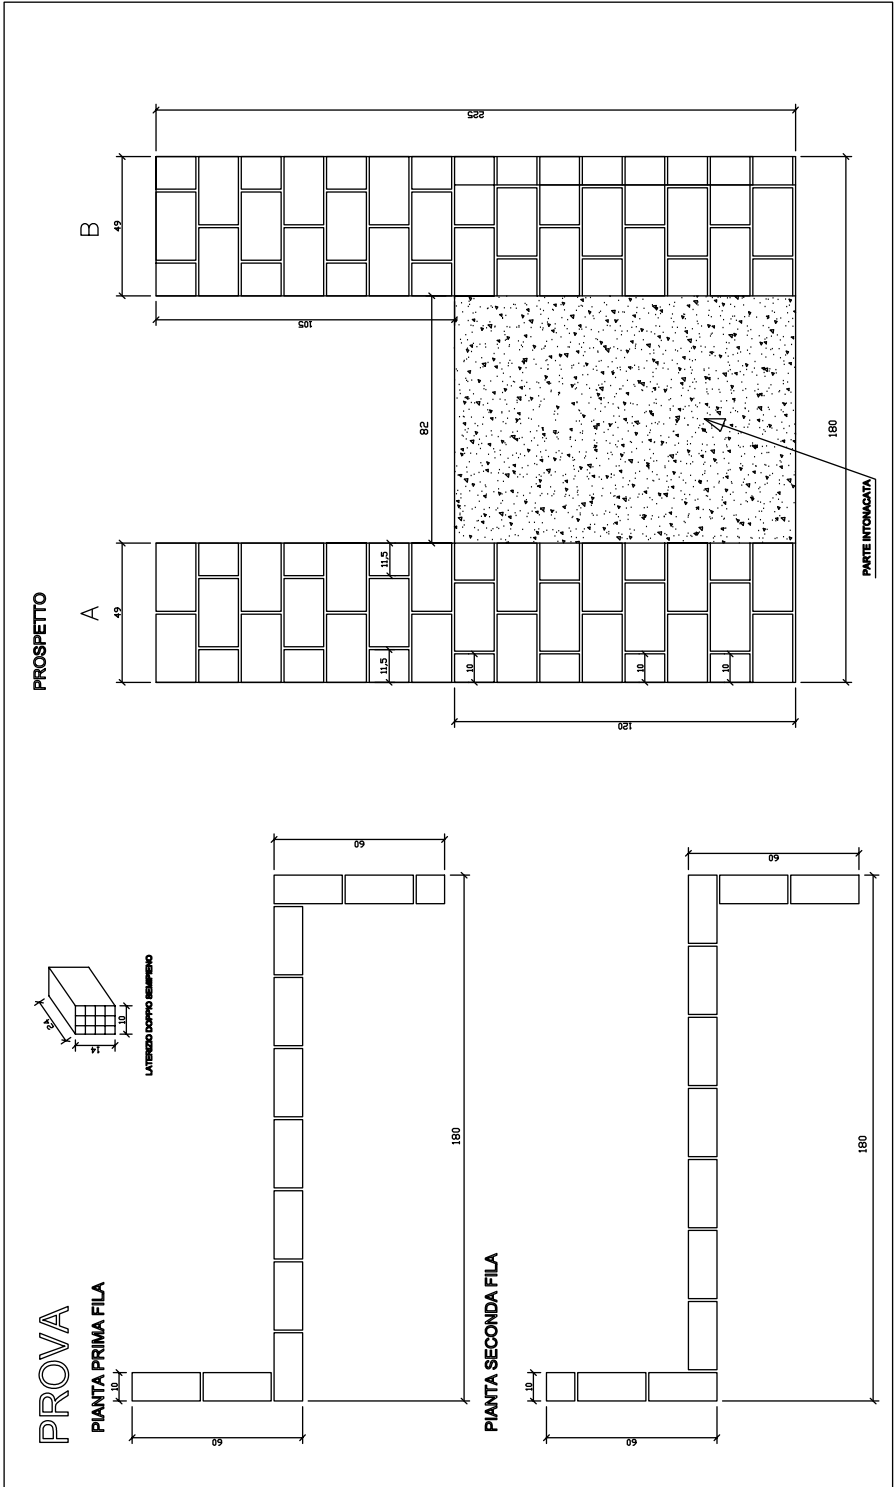 PROVA
PIANTA PRIMA FILA
10
60
180
60
LATERIZIO DOPPIO SEMIPIENO
24
14
10
PIANTA SECONDA FILA
10
60
180
60
PROSPETTO
A
49
B
49
225
105
82
11,5
11,5
10
10
10
120
180
PARTE INTONACATA